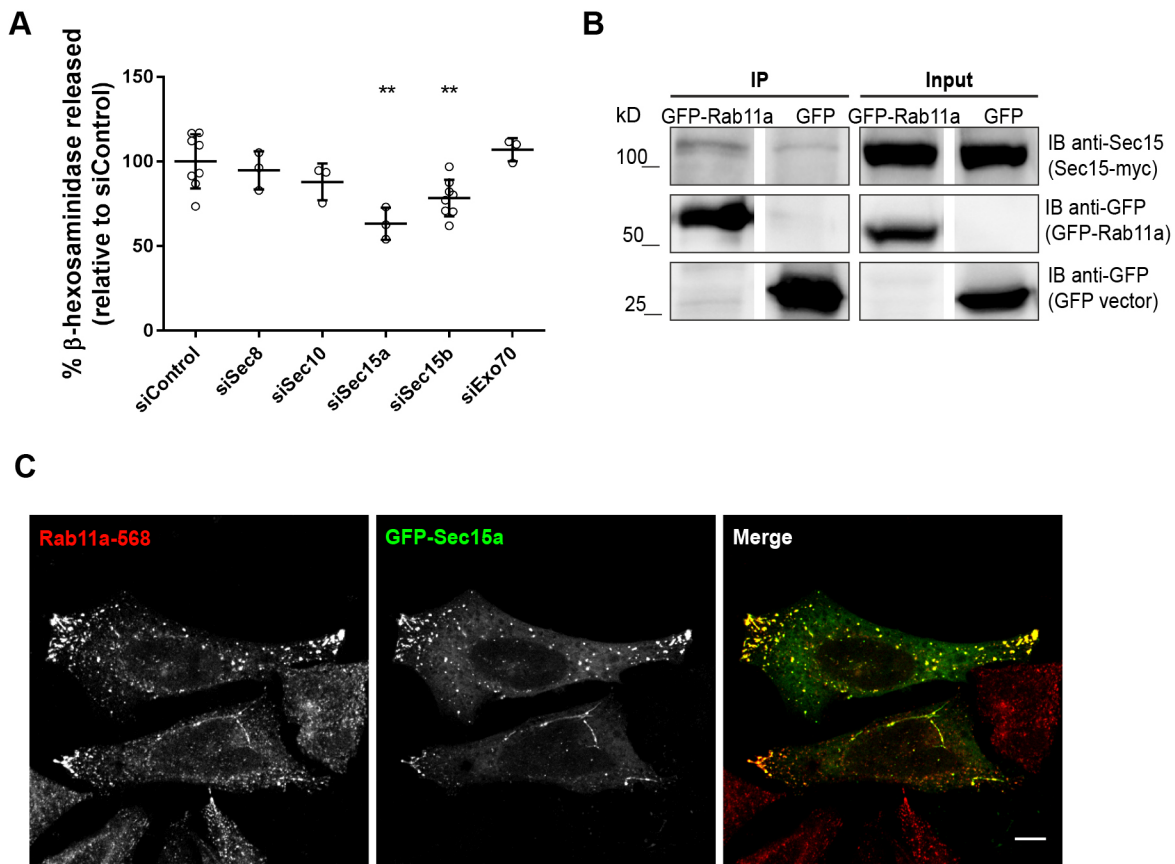 A
% β-hexosaminidase released
(relative to siControl)
150
100
50
0
**
**
siControl
siSec8
siSec10
siSec15a
siSec15b
siExo70
B
IP
Input
kD
GFP-Rab11a
GFP
GFP-Rab11a
GFP
100
IB anti-Sec15
(Sec15-myc)
50
IB anti-GFP
(GFP-Rab11a)
25
IB anti-GFP
(GFP vector)
C
Rab11a-568
GFP-Sec15a
Merge